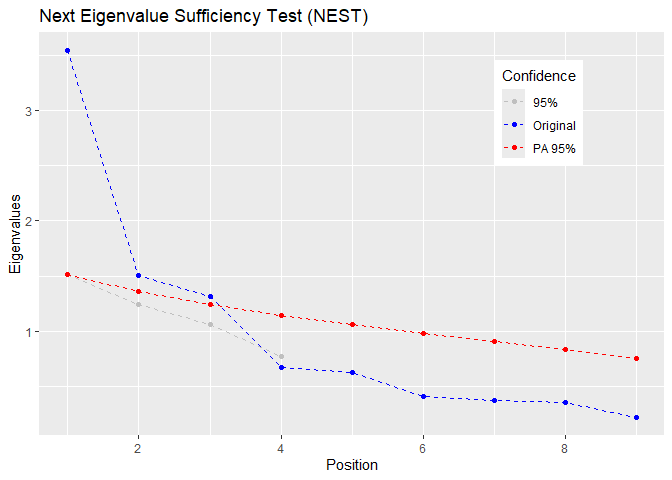 Next Eigenvalue Sufficiency Test (NEST)
Confidence
95%
Original
PA 95%
3
2
1
Eigenvalues
2
4
6
8
Position